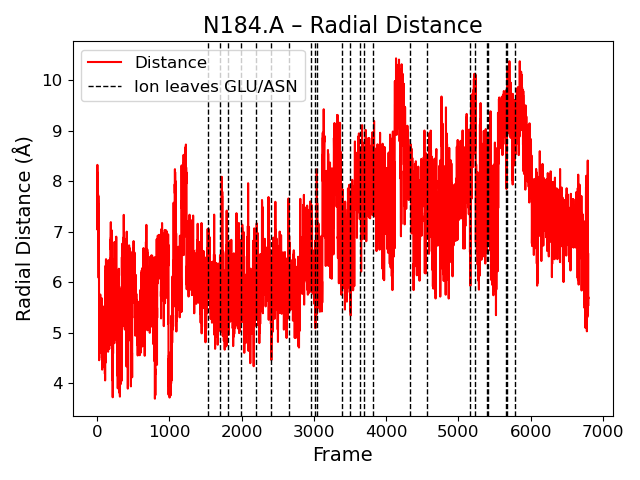 N184.A – Radial Distance
Distance
Ion leaves GLU/ASN
Radial Distance (Å)
10
9
8
7
6
5
4
0 1000 2000 3000 4000 5000 6000 7000
Frame